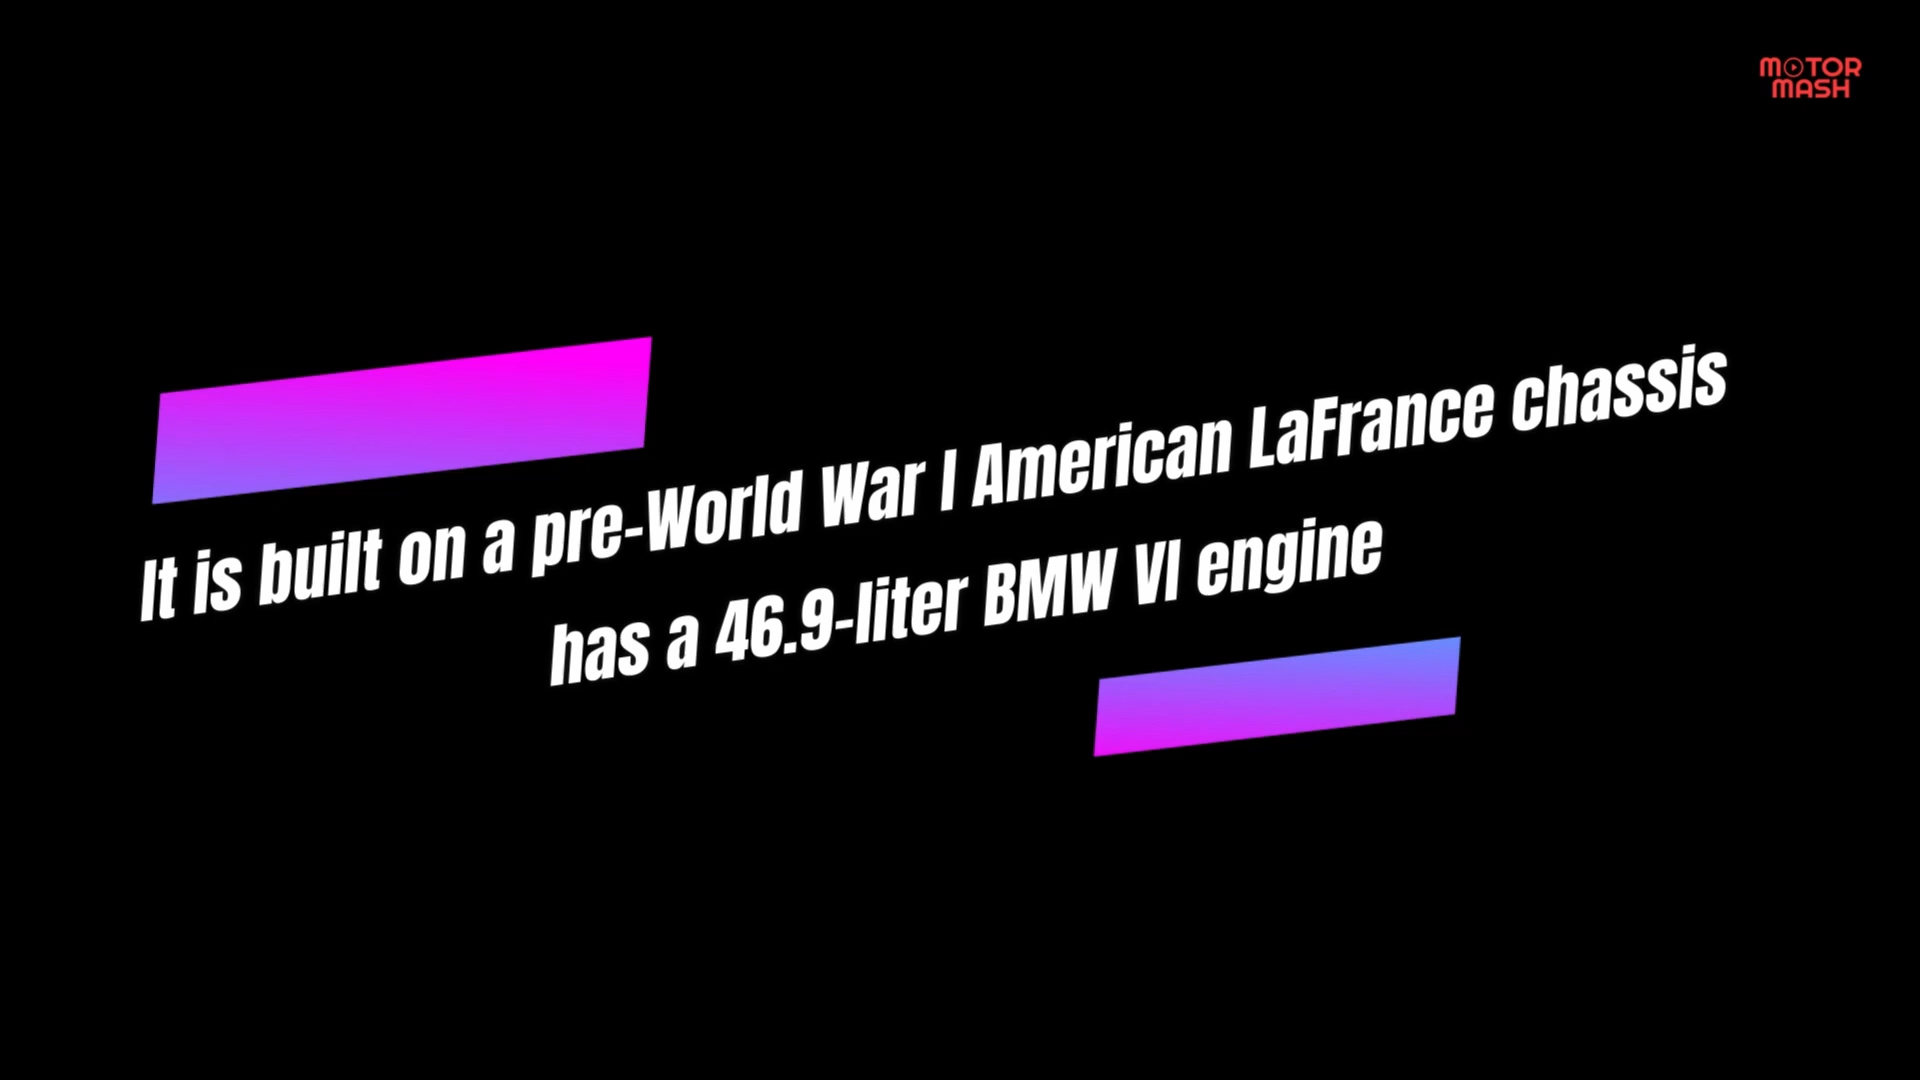 MOTOR
MASH
It is built on a pre-World War I American LaFrance chassis
has a 46.9-liter BMW VI engine